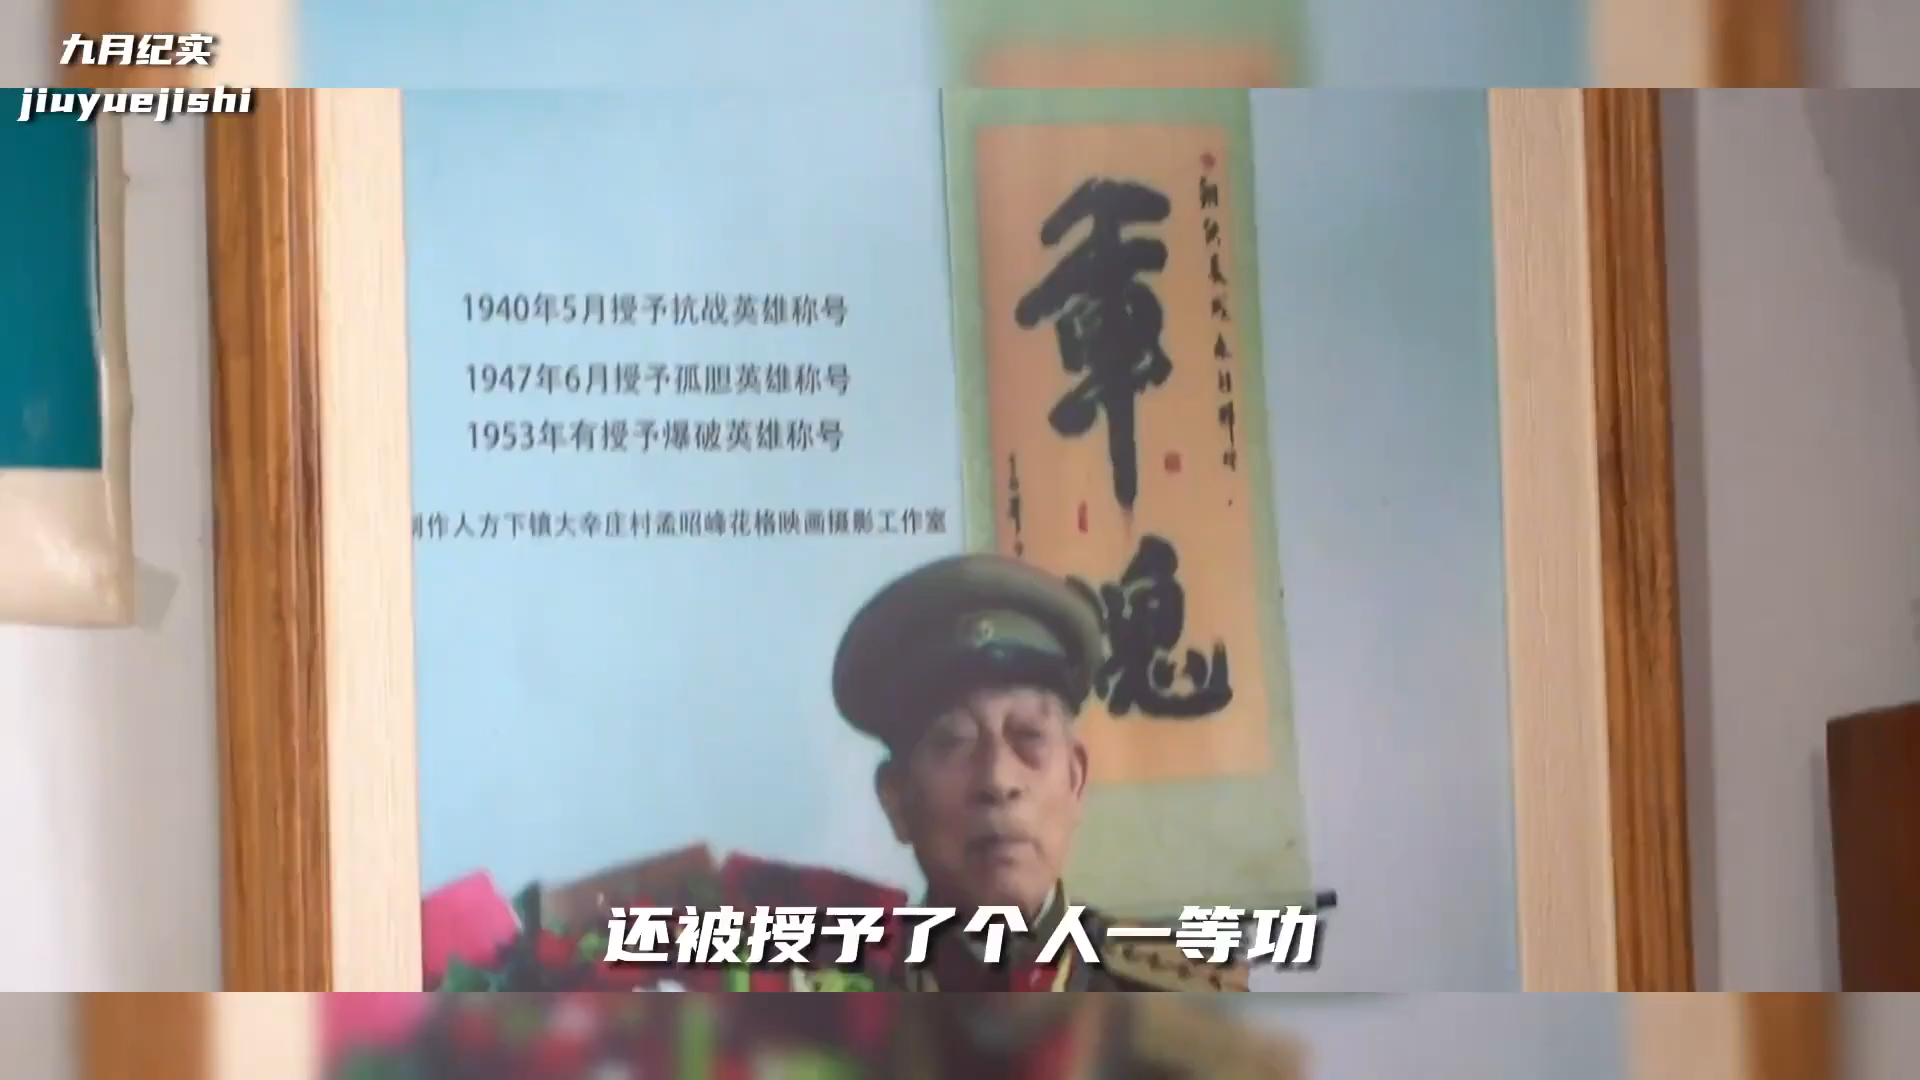 九月纪实
jiuyuejishi
1940年5月授予抗战英雄称号
1947年6月授予孤胆英雄称号
1953年有授予爆破英雄称号
制作人方下镇大辛庄村孟昭峰花格映画摄影工作室
军魂
还被授予了个人一等功